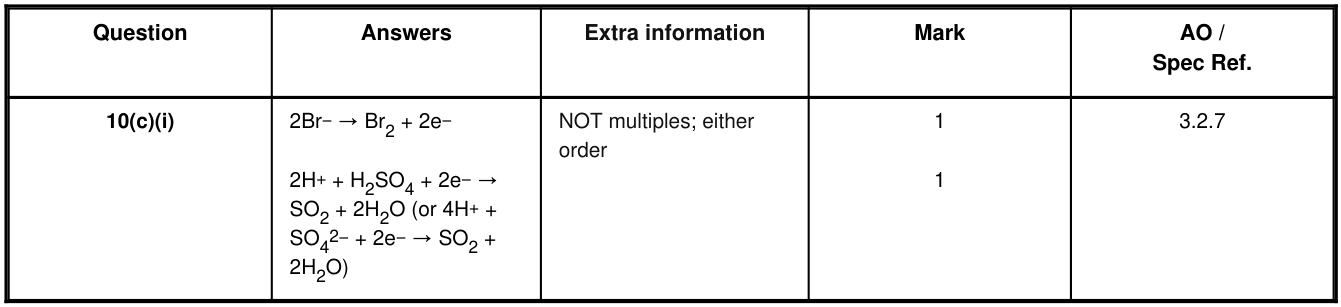 Question Answers Extra information Mark AO /
Spec Ref.
10(c)(i) 2Br– → Br2 + 2e– NOT multiples; either 1 3.2.7
order
2H+ + H2SO4 + 2e– → 1
SO2 + 2H2O (or 4H+ +
SO42– + 2e– → SO2 +
2H2O)